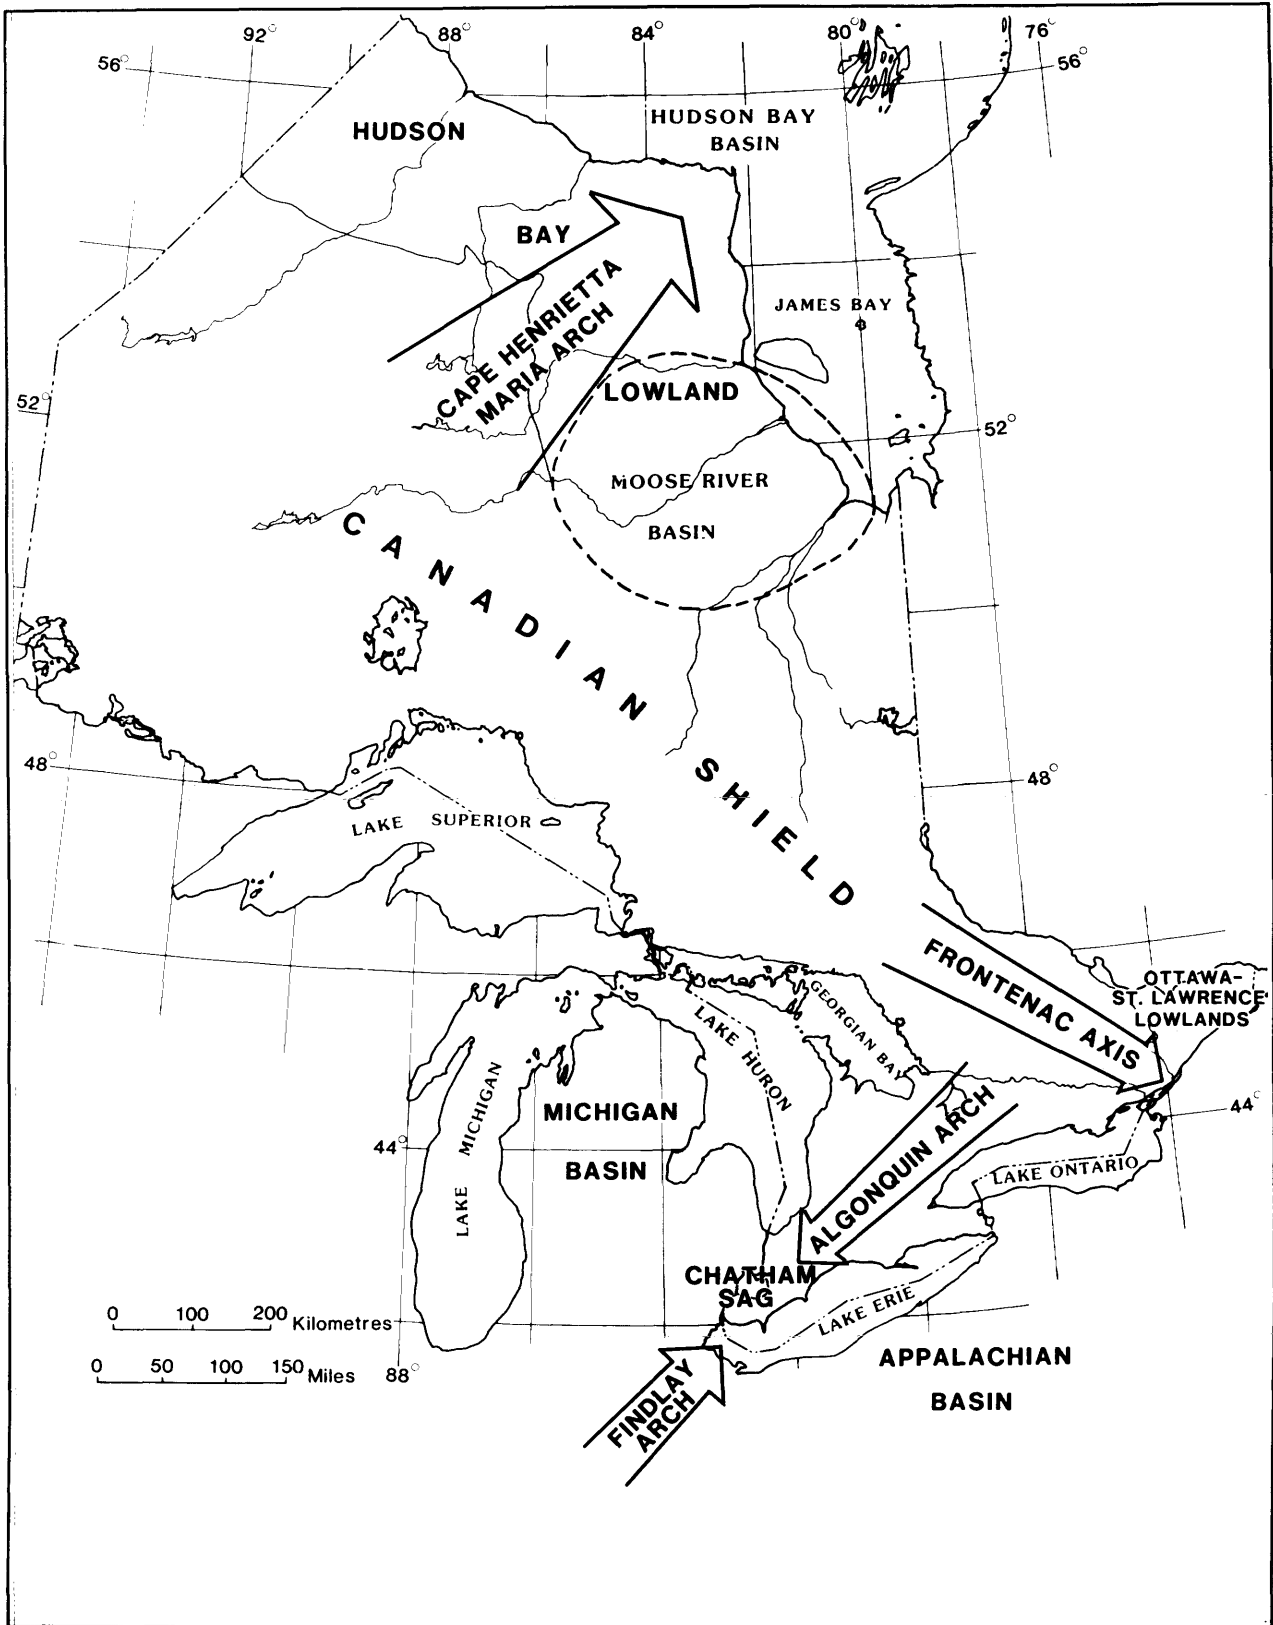 92° 88° 84° 80° 76°
56° 56°
HUDSON
HUDSON BAY
BASIN
BAY
CAPE HENRIETTA
MARIA ARCH
JAMES BAY
LOWLAND
52° 52°
MOOSE RIVER
BASIN
CANADIAN SHIELD
48° 48°
LAKE SUPERIOR
FRONTENAC AXIS
OTTAWA-
ST. LAWRENCE
LOWLANDS
GEORGIAN BAY
LAKE HURON
LAKE MICHIGAN
MICHIGAN
BASIN
44° 44°
ALGONQUIN ARCH
LAKE ONTARIO
CHATHAM
SAG
LAKE ERIE
APPALACHIAN
BASIN
FINDLAY
ARCH
0 100 200 Kilometres
0 50 100 150 Miles
88°